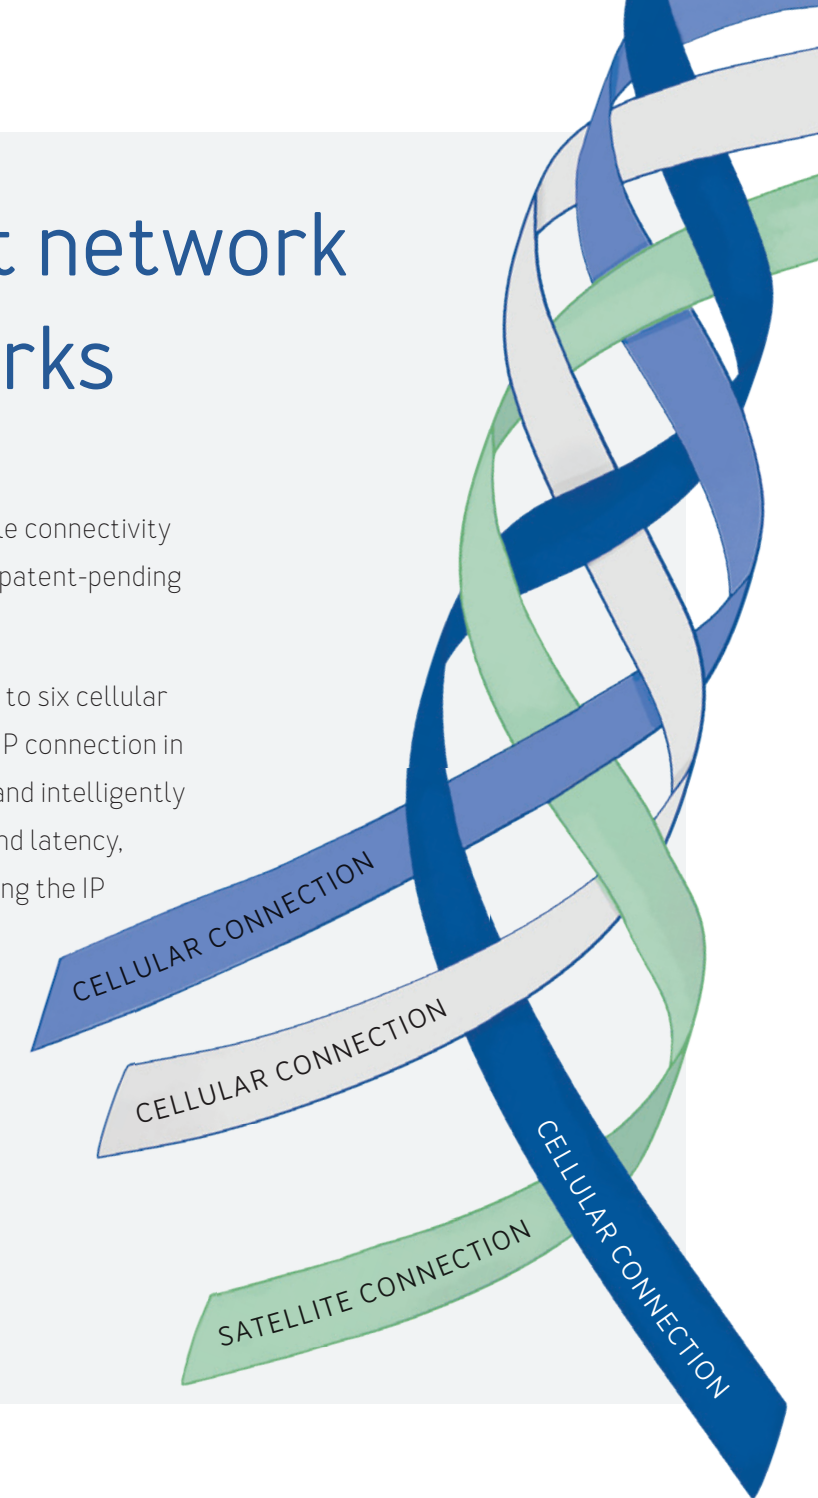 t network
rks
le connectivity
patent-pending
to six cellular
P connection in
and intelligently
nd latency,
ng the IP
CELLULAR CONNECTION
CELLULAR CONNECTION
CELLULAR CONNECTION
SATELLITE CONNECTION